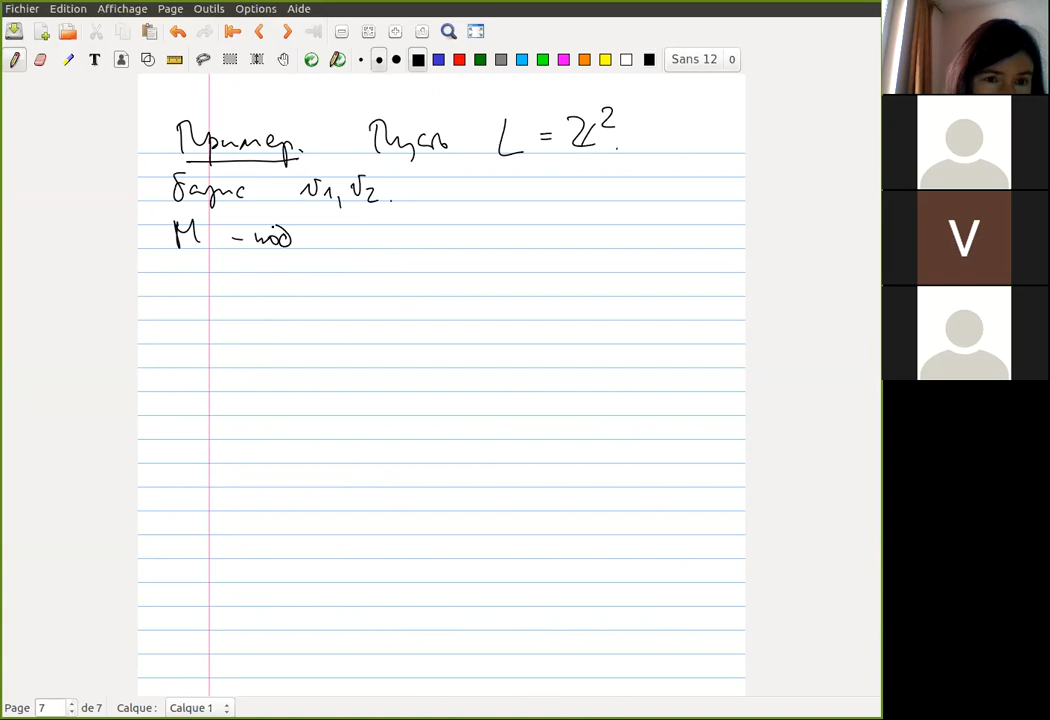 Fichier Edition Affichage Page Outils Options Aide
Sans 12 0
Пример. Пусть L = ℤ².
базис v1, v2.
M - под
V
Page 7 de 7 Calque : Calque 1